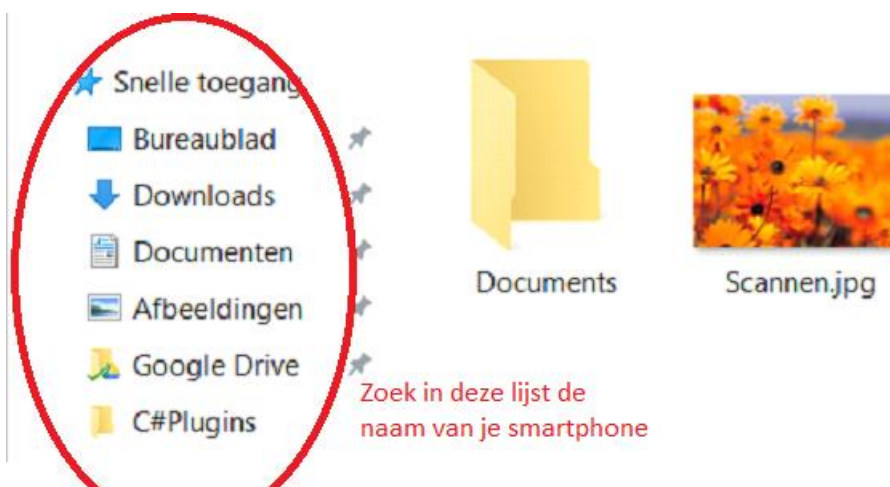 Snelle toegang
Bureaublad
Downloads
Documenten
Afbeeldingen
Google Drive
C#Plugins
Documents
Scannen.jpg
Zoek in deze lijst de
naam van je smartphone